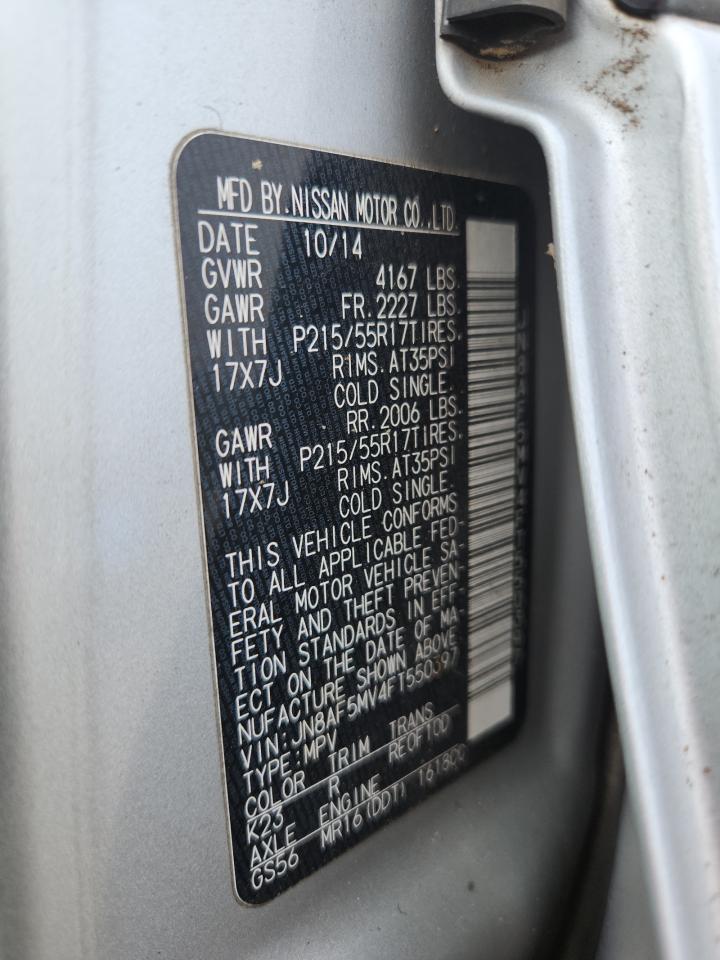 MFD BY.NISSAN MOTOR CO.,LTD.
DATE 10/14
GVWR 4167 LBS.
GAWR FR.2227 LBS.
WITH P215/55R17TIRES.
17X7J RIMS.AT35PSI
COLD SINGLE.
GAWR RR.2006 LBS.
WITH P215/55R17TIRES.
17X7J RIMS.AT35PSI
COLD SINGLE.
THIS VEHICLE CONFORMS
TO ALL APPLICABLE FED-
ERAL MOTOR VEHICLE SA-
FETY AND THEFT PREVEN-
TION STANDARDS IN EFF-
ECT ON THE DATE OF MA-
NUFACTURE SHOWN ABOVE
VIN:JN8AF5MV4FT550397
TYPE:MPV
COLOR TRIM TRANS
K23 R RE0FT0D
AXLE ENGINE
GS56 MR16(DDT) 1618CC